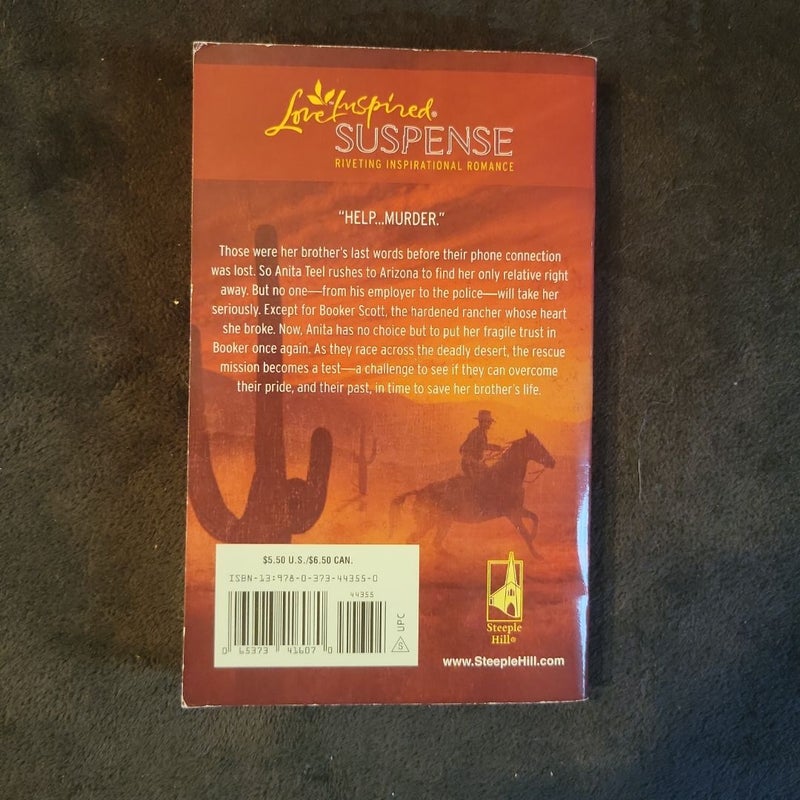 Love Inspired®
SUSPENSE
RIVETING INSPIRATIONAL ROMANCE
"HELP...MURDER."
Those were her brother's last words before their phone connection
was lost. So Anita Teel rushes to Arizona to find her only relative right
away. But no one—from his employer to the police—will take her
seriously. Except for Booker Scott, the hardened rancher whose heart
she broke. Now, Anita has no choice but to put her fragile trust in
Booker once again. As they race across the deadly desert, the rescue
mission becomes a test—a challenge to see if they can overcome
their pride, and their past, in time to save her brother's life.
$5.50 U.S./$6.50 CAN.
ISBN-13:978-0-373-44355-0
44355
0 65373 41607 0
UPC
S
Steeple
Hill®
www.SteepleHill.com